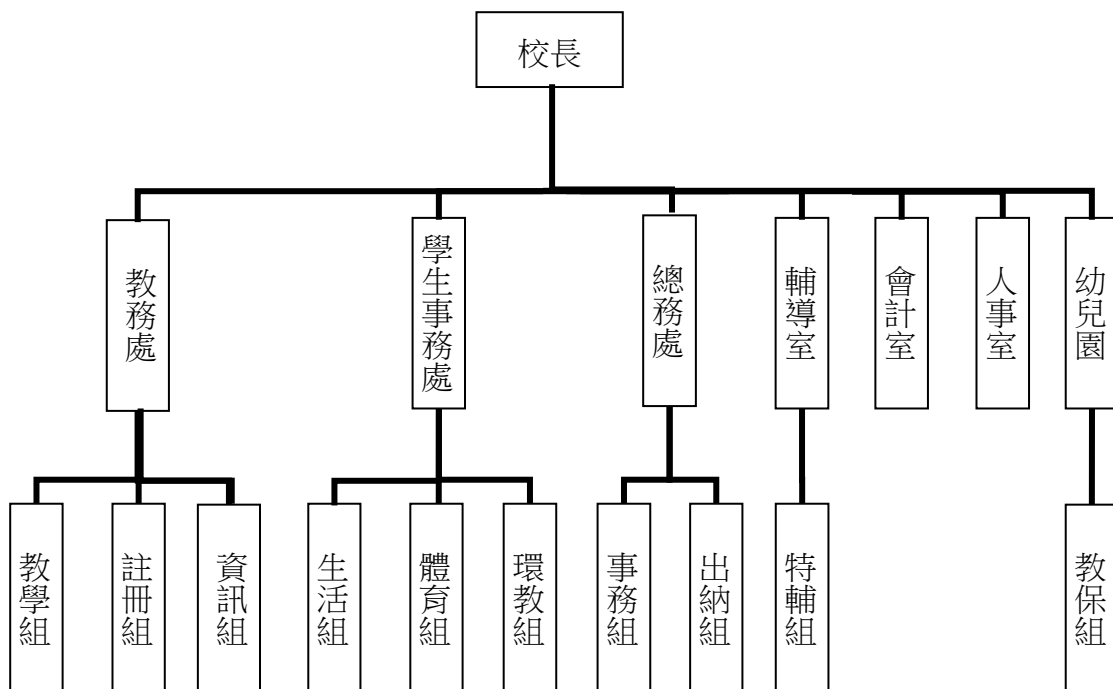 校長
教務處
學生事務處
總務處
輔導室
會計室
人事室
幼兒園
教學組
註冊組
資訊組
生活組
體育組
環教組
事務組
出納組
特輔組
教保組